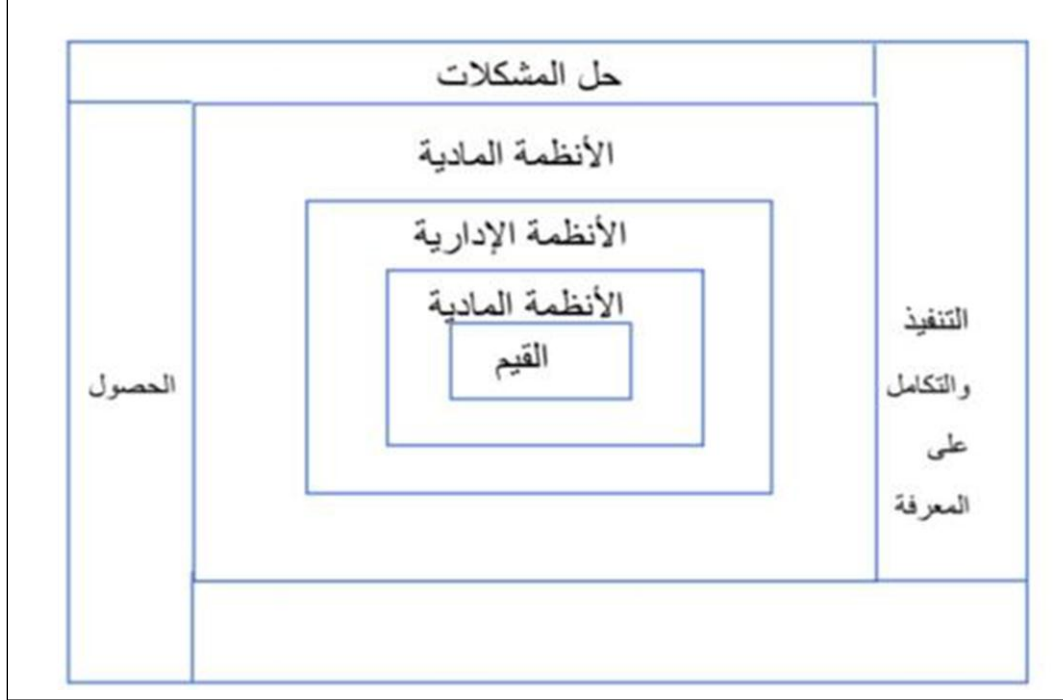 حل المشكلات
الأنظمة المادية
الأنظمة الإدارية
الأنظمة المادية
القيم
التنفيذ
والتكامل
على
المعرفة
الحصول